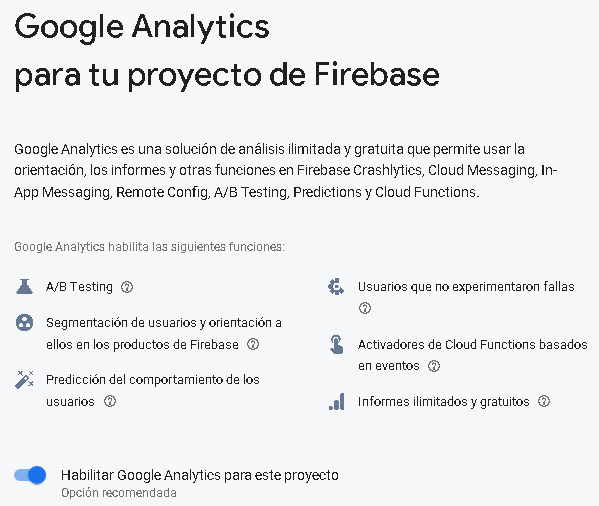 Google Analytics
para tu proyecto de Firebase
Google Analytics es una solución de análisis ilimitada y gratuita que permite usar la
orientación, los informes y otras funciones en Firebase Crashlytics, Cloud Messaging, In-
App Messaging, Remote Config, A/B Testing, Predictions y Cloud Functions.
Google Analytics habilita las siguientes funciones:
A/B Testing
Segmentación de usuarios y orientación a
ellos en los productos de Firebase
Predicción del comportamiento de los
usuarios
Usuarios que no experimentaron fallas
Activadores de Cloud Functions basados
en eventos
Informes ilimitados y gratuitos
Habilitar Google Analytics para este proyecto
Opción recomendada